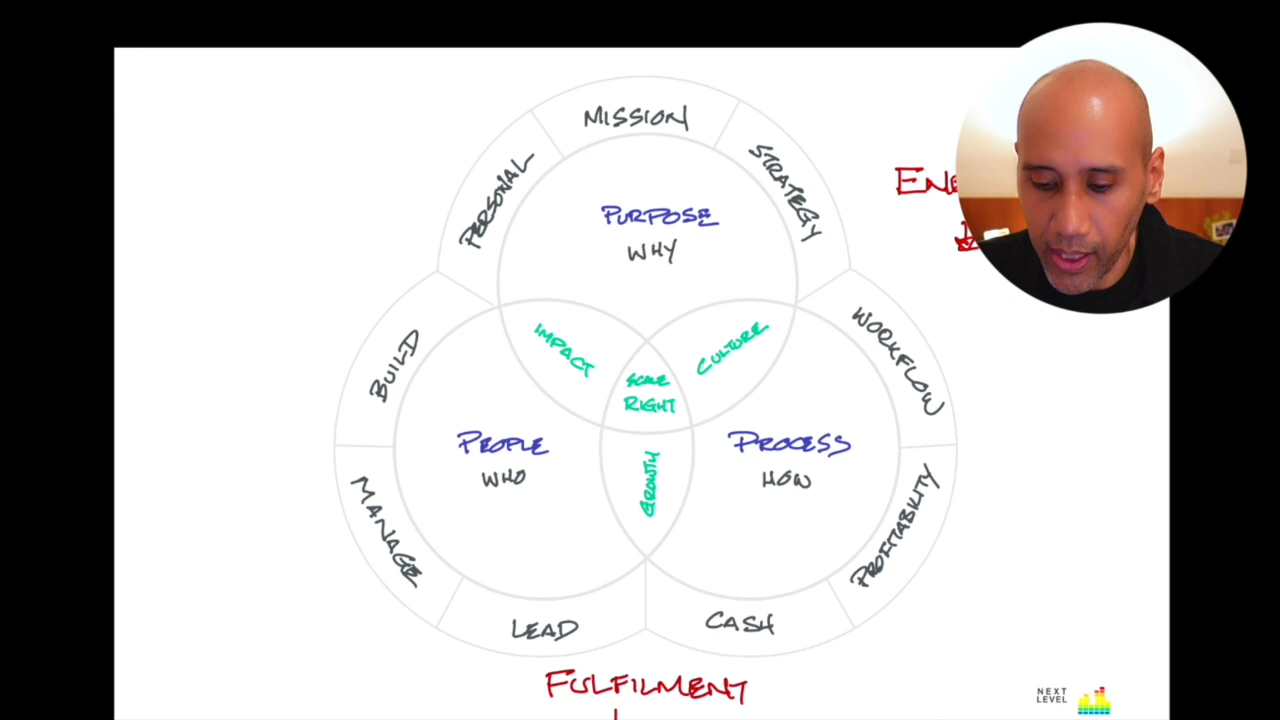 MISSION
PERSONAL
STRATEGY
PURPOSE
WHY
ENE
IMPACT
CULTURE
SCALE
RIGHT
BUILD
WORKFLOW
PEOPLE
WHO
PROCESS
HOW
GROWTH
MANAGE
PROFITABILITY
LEAD
CASH
FULFILMENT
NEXT
LEVEL